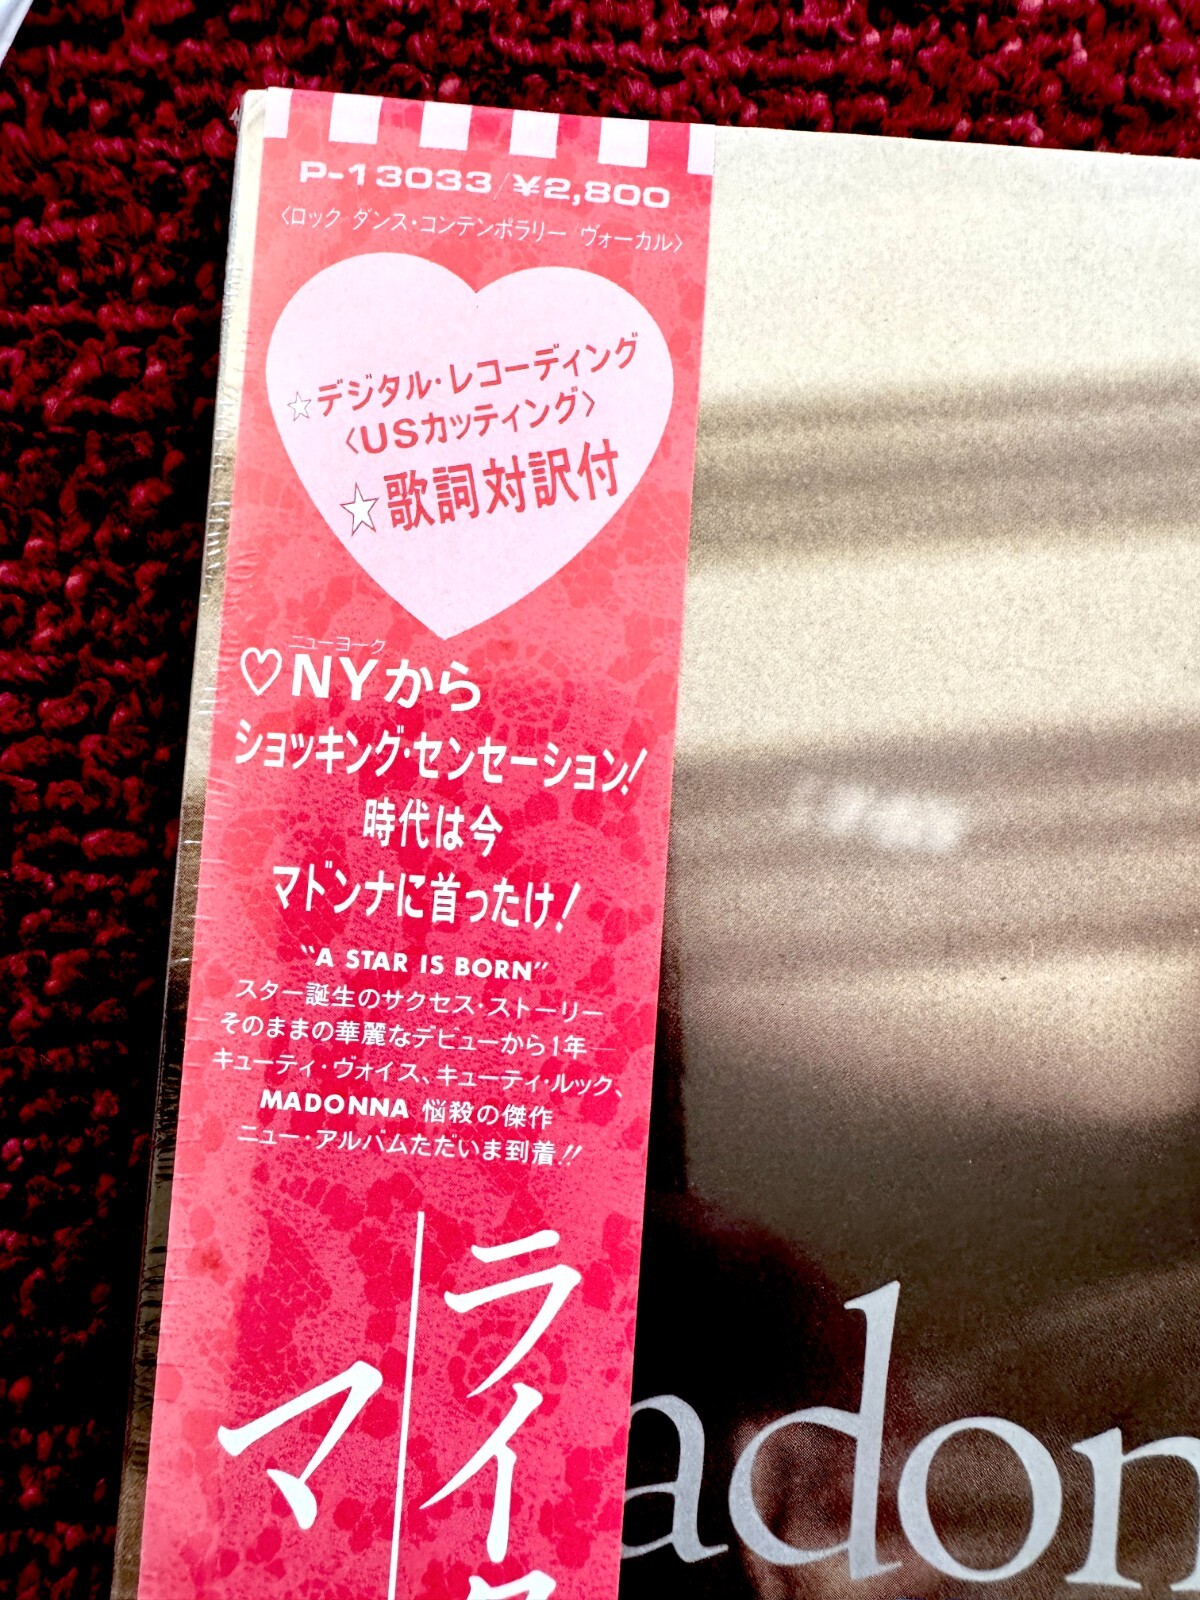 P-13033/¥2,800
〈ロック ダンス・コンテンポラリー ヴォーカル〉
☆デジタル・レコーディング
〈USカッティング〉
☆歌詞対訳付
ニューヨーク
♡NYから
ショッキング・センセーション!
時代は今
マドンナに首ったけ!
"A STAR IS BORN"
スター誕生のサクセス・ストーリー
そのままの華麗なデビューから1年—
キューティ・ヴォイス、キューティ・ルック、
MADONNA 悩殺の傑作
ニュー・アルバムただいま到着!!
ライ
マ
adon